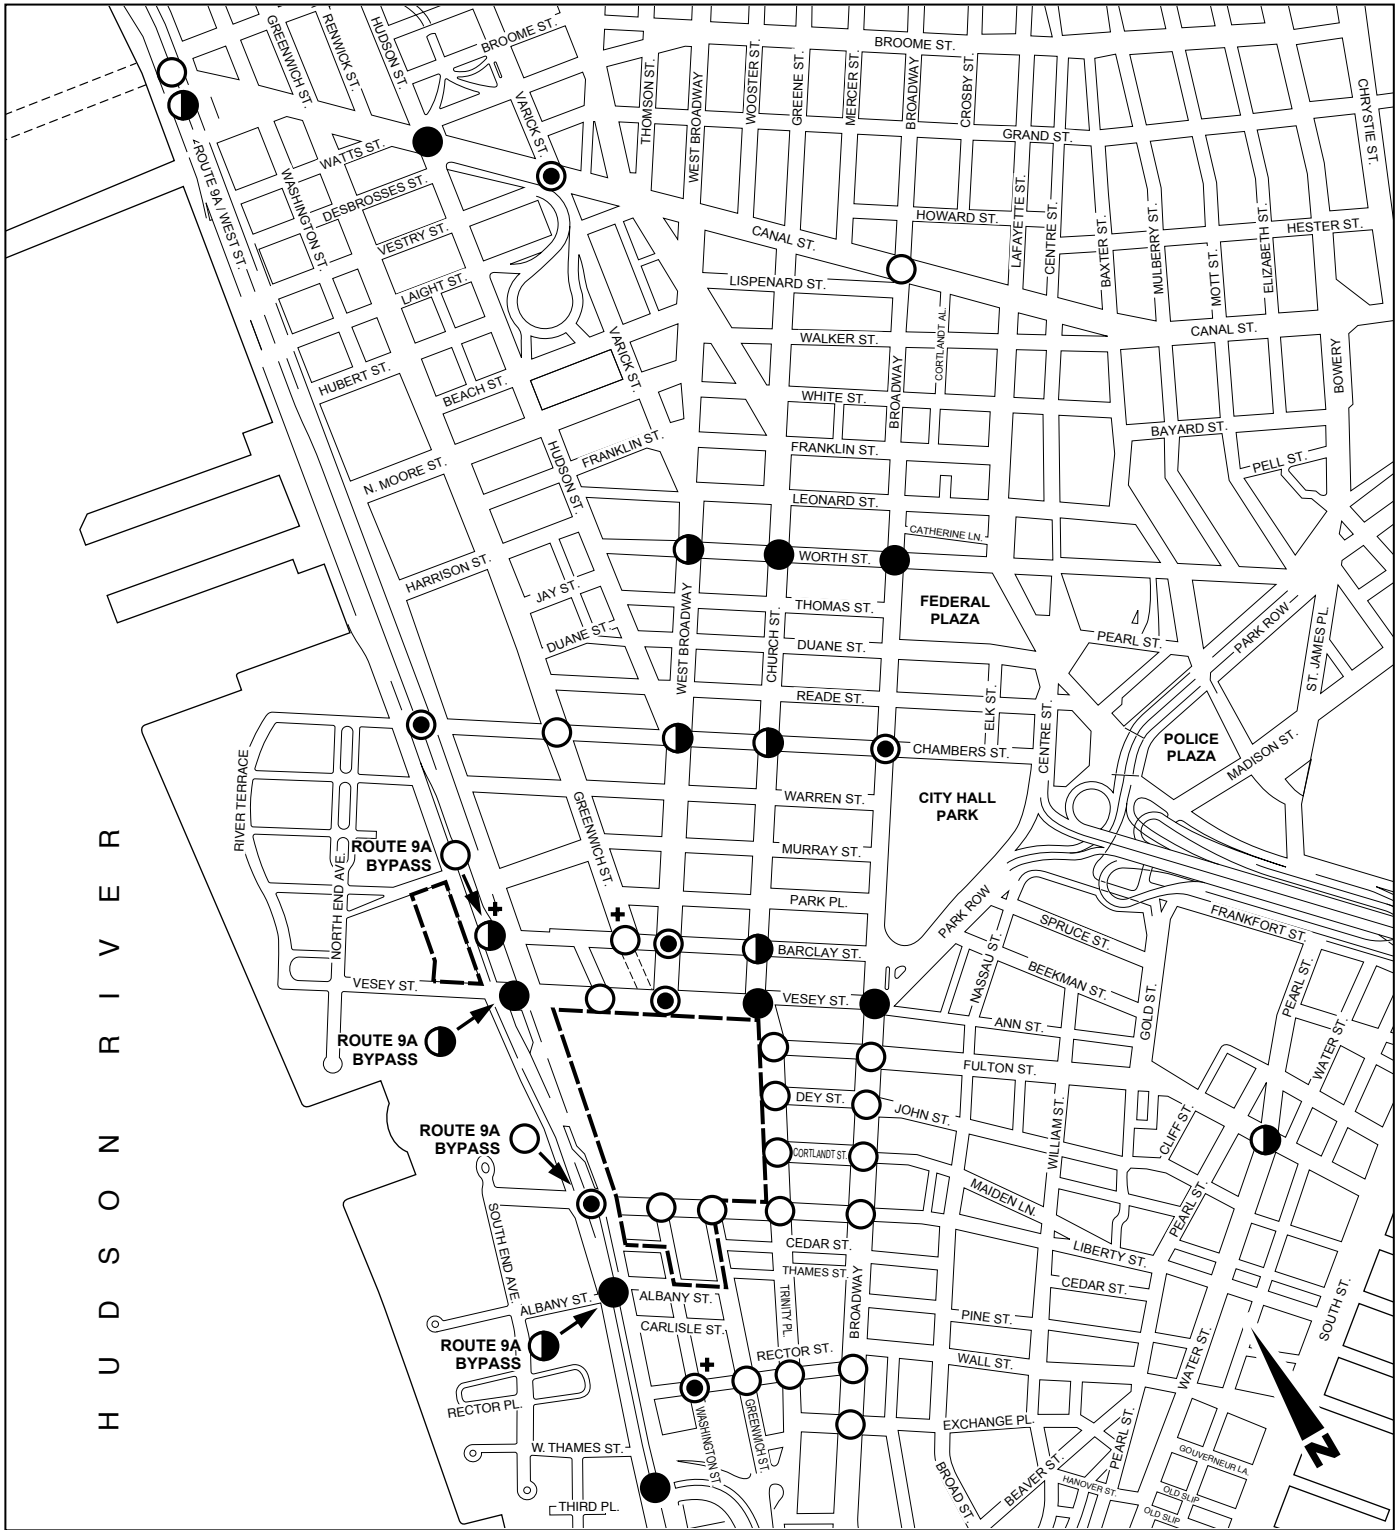 GREENWICH ST.
RENWICK ST.
HUDSON ST.
BROOME ST.
VARICK ST.
THOMSON ST.
WEST BROADWAY
WOOSTER ST.
GREENE ST.
MERCER ST.
BROADWAY
CROSBY ST.
BROOME ST.
CHRYSTIE ST.
GRAND ST.
ROUTE 9A / WEST ST.
WATTS ST.
WASHINGTON ST.
DESBROSSES ST.
VESTRY ST.
LAIGHT ST.
HUBERT ST.
BEACH ST.
VARICK ST.
CANAL ST.
LISPENARD ST.
HOWARD ST.
LAFAYETTE ST.
CENTRE ST.
BAXTER ST.
MULBERRY ST.
MOTT ST.
ELIZABETH ST.
HESTER ST.
CANAL ST.
WALKER ST.
CORTLANDT AL.
BROADWAY
BOWERY
WHITE ST.
BAYARD ST.
N. MOORE ST.
HUDSON ST.
FRANKLIN ST.
FRANKLIN ST.
PELL ST.
LEONARD ST.
CATHERINE LN.
WORTH ST.
HARRISON ST.
JAY ST.
DUANE ST.
WEST BROADWAY
CHURCH ST.
THOMAS ST.
FEDERAL
PLAZA
DUANE ST.
PEARL ST.
PARK ROW
ST. JAMES PL.
READE ST.
ELK ST.
CENTRE ST.
CHAMBERS ST.
POLICE
PLAZA
MADISON ST.
RIVER TERRACE
WARREN ST.
CITY HALL
PARK
GREENWICH ST.
NORTH END AVE.
ROUTE 9A
BYPASS
MURRAY ST.
PARK PL.
PARK ROW
BARCLAY ST.
SPRUCE ST.
FRANKFORT ST.
NASSAU ST.
BEEKMAN ST.
GOLD ST.
PEARL ST.
WATER ST.
VESEY ST.
VESEY ST.
ANN ST.
ROUTE 9A
BYPASS
FULTON ST.
DEY ST.
JOHN ST.
WILLIAM ST.
CLIFF ST.
ROUTE 9A
BYPASS
CORTLANDT ST.
MAIDEN LN.
PEARL ST.
SOUTH END AVE.
CEDAR ST.
LIBERTY ST.
THAMES ST.
CEDAR ST.
ALBANY ST.
ALBANY ST.
TRINITY PL.
BROADWAY
PINE ST.
SOUTH ST.
CARLISLE ST.
ROUTE 9A
BYPASS
RECTOR ST.
WALL ST.
WATER ST.
RECTOR PL.
WASHINGTON ST.
GREENWICH ST.
EXCHANGE PL.
PEARL ST.
W. THAMES ST.
BROAD ST.
BEAVER ST.
HANOVER ST.
GOUVERNEUR LA.
OLD SLIP
OLD SLIP
THIRD PL.
HUDSON RIVER
N